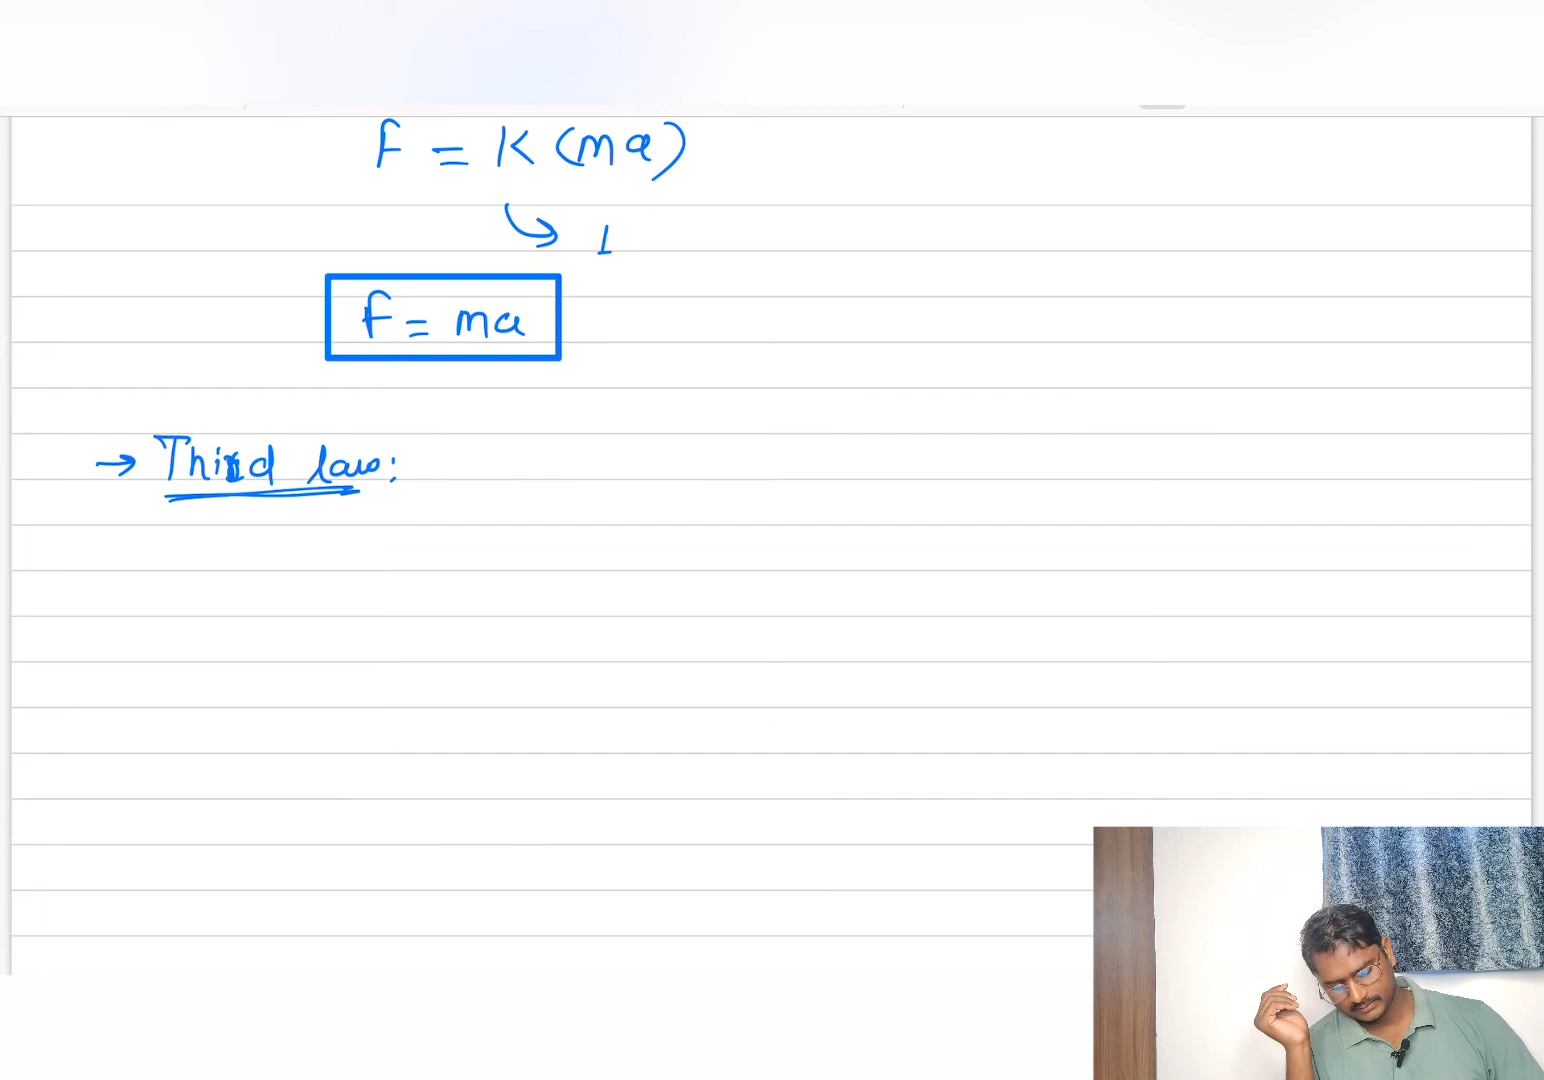 F = K (ma)
↳ 1
F = ma
→ Third law: